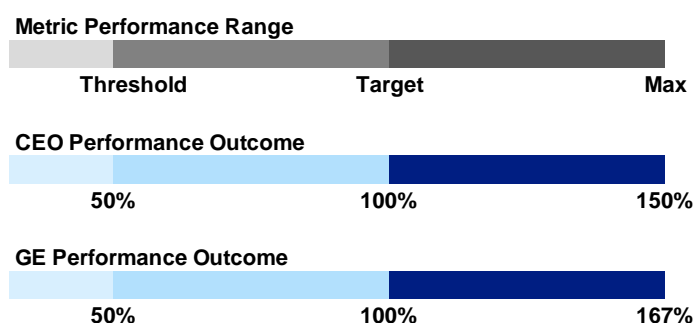 Metric Performance Range
Threshold Target Max
CEO Performance Outcome
50% 100% 150%
GE Performance Outcome
50% 100% 167%